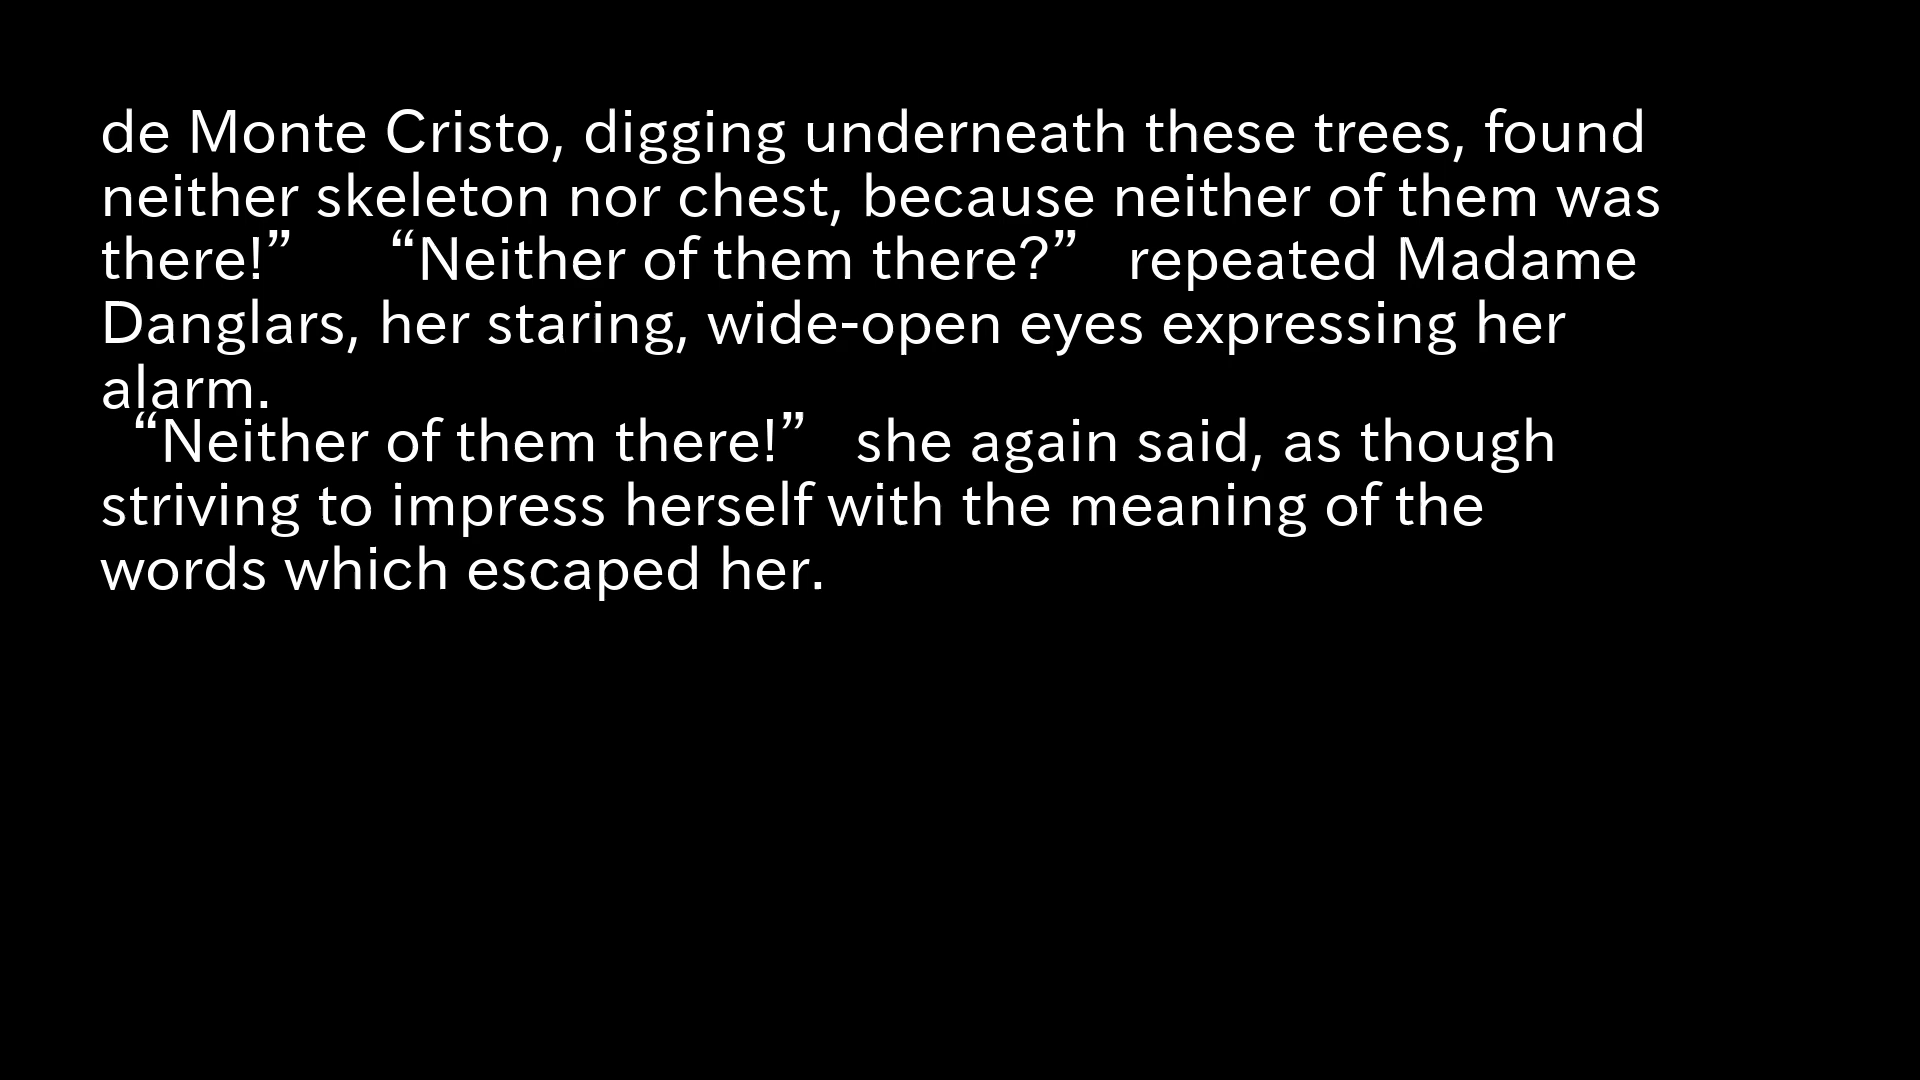 de Monte Cristo, digging underneath these trees, found
neither skeleton nor chest, because neither of them was
there!” “Neither of them there?” repeated Madame
Danglars, her staring, wide-open eyes expressing her
alarm.
“Neither of them there!” she again said, as though
striving to impress herself with the meaning of the
words which escaped her.